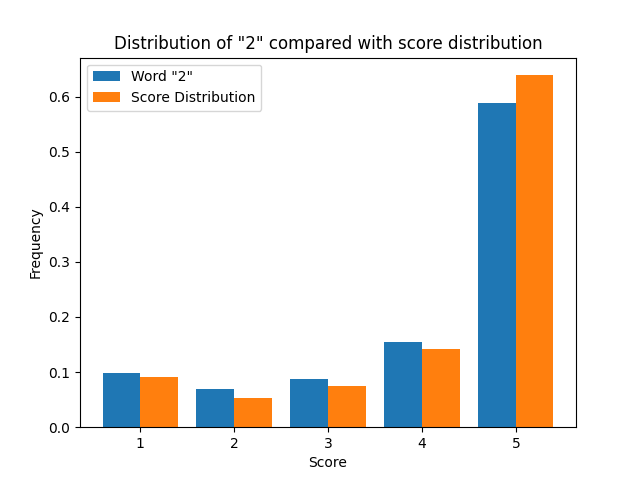 Distribution of "2" compared with score distribution
Word "2"
Score Distribution
Frequency
0.6
0.5
0.4
0.3
0.2
0.1
0.0
1 2 3 4 5
Score